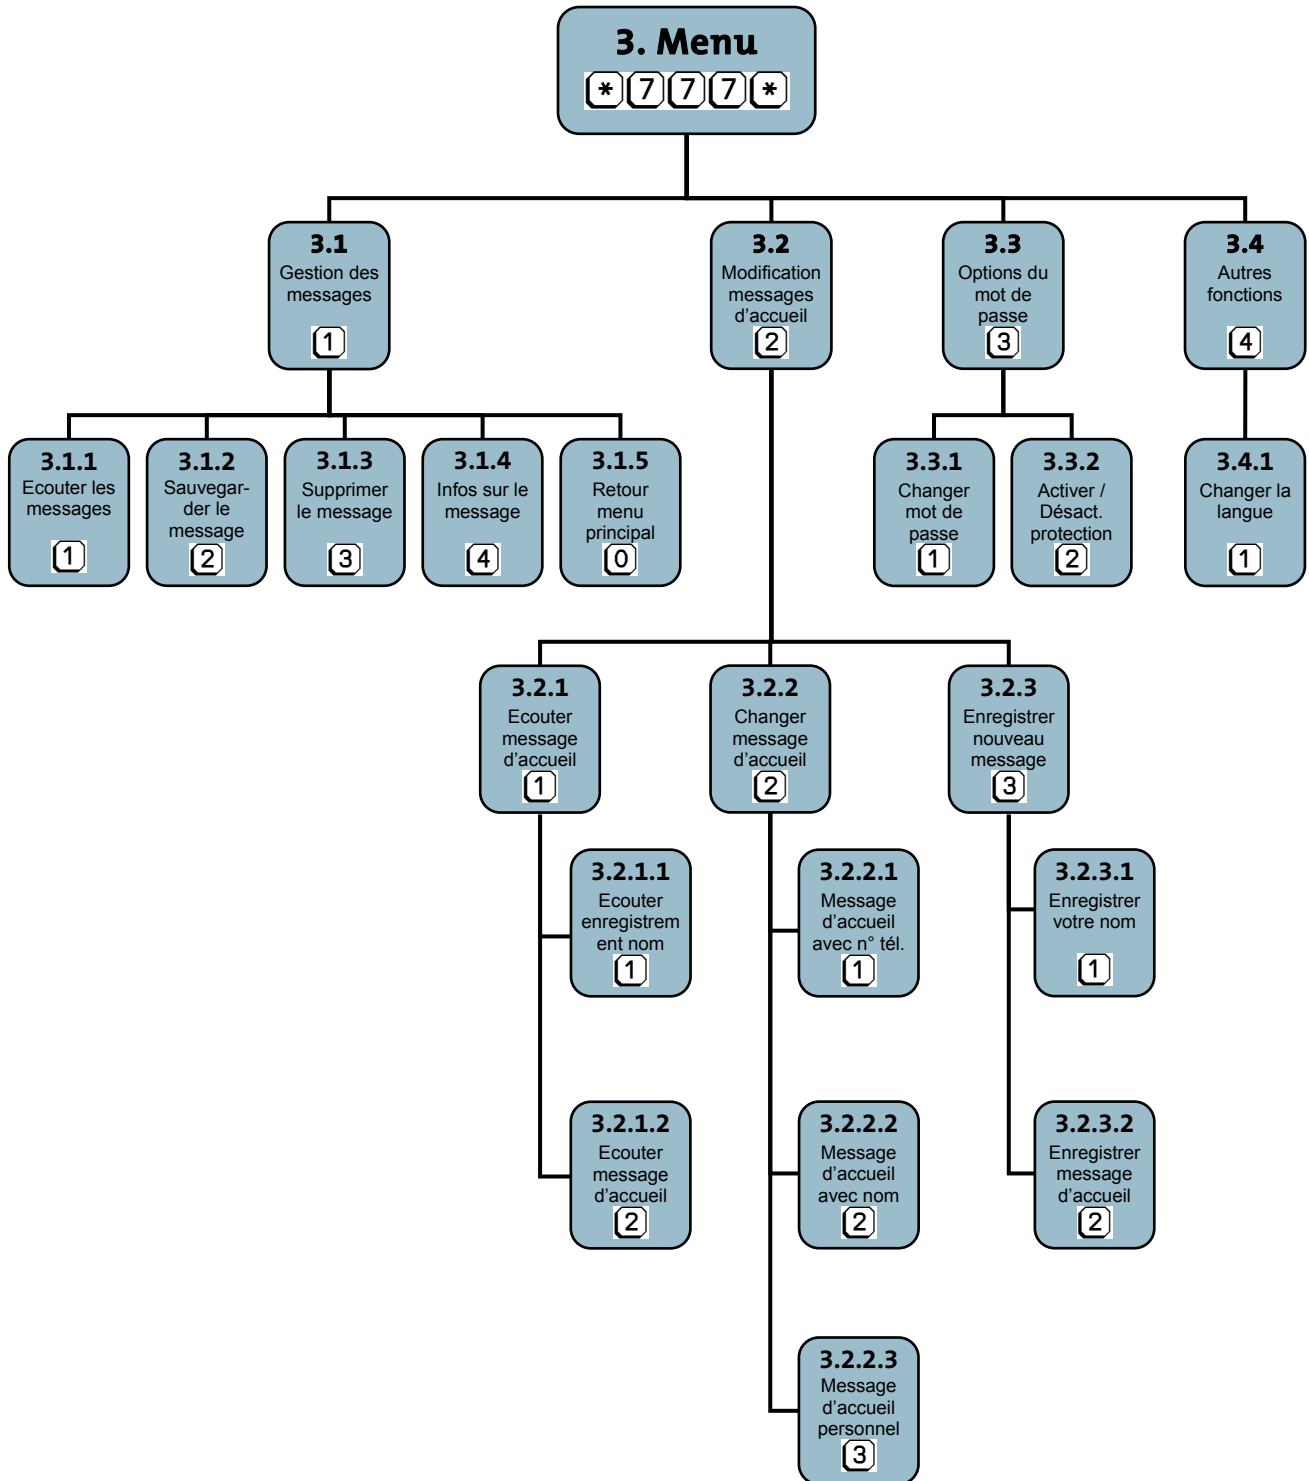 3. Menu
* 7 7 7 *
3.1
Gestion des
messages
1
3.2
Modification
messages
d'accueil
2
3.3
Options du
mot de
passe
3
3.4
Autres
fonctions
4
3.1.1
Ecouter les
messages
1
3.1.2
Sauvegar-
der le
message
2
3.1.3
Supprimer
le message
3
3.1.4
Infos sur le
message
4
3.1.5
Retour
menu
principal
0
3.3.1
Changer
mot de
passe
1
3.3.2
Activer /
Désact.
protection
2
3.4.1
Changer la
langue
1
3.2.1
Ecouter
message
d'accueil
1
3.2.2
Changer
message
d'accueil
2
3.2.3
Enregistrer
nouveau
message
3
3.2.1.1
Ecouter
enregistrem
ent nom
1
3.2.2.1
Message
d'accueil
avec n° tél.
1
3.2.3.1
Enregistrer
votre nom
1
3.2.1.2
Ecouter
message
d'accueil
2
3.2.2.2
Message
d'accueil
avec nom
2
3.2.3.2
Enregistrer
message
d'accueil
2
3.2.2.3
Message
d'accueil
personnel
3